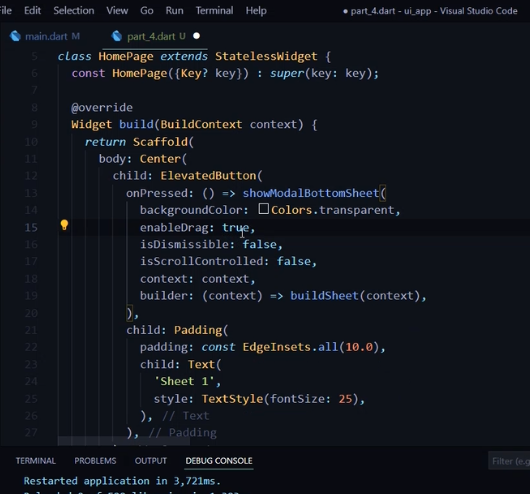 File Edit Selection View Go Run Terminal Help
part_4.dart - ui_app - Visual Studio Code
main.dart M
part_4.dart U
5 class HomePage extends StatelessWidget {
6 const HomePage({Key? key}) : super(key: key);
7
8 @override
9 Widget build(BuildContext context) {
10 return Scaffold(
11 body: Center(
12 child: ElevatedButton(
13 onPressed: () => showModalBottomSheet(
14 backgroundColor: Colors.transparent,
15 enableDrag: true,
16 isDismissible: false,
17 isScrollControlled: false,
18 context: context,
19 builder: (context) => buildSheet(context),
20 ),
21 child: Padding(
22 padding: const EdgeInsets.all(10.0),
23 child: Text(
24 'Sheet 1',
25 style: TextStyle(fontSize: 25),
26 ), // Text
27 ), // Padding
TERMINAL PROBLEMS OUTPUT DEBUG CONSOLE
Filter (e.g
Restarted application in 3,721ms.